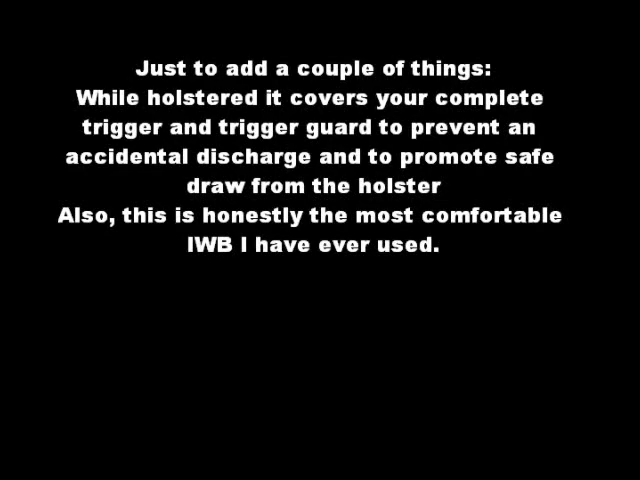 Just to add a couple of things:
While holstered it covers your complete
trigger and trigger guard to prevent an
accidental discharge and to promote safe
draw from the holster
Also, this is honestly the most comfortable
IWB I have ever used.